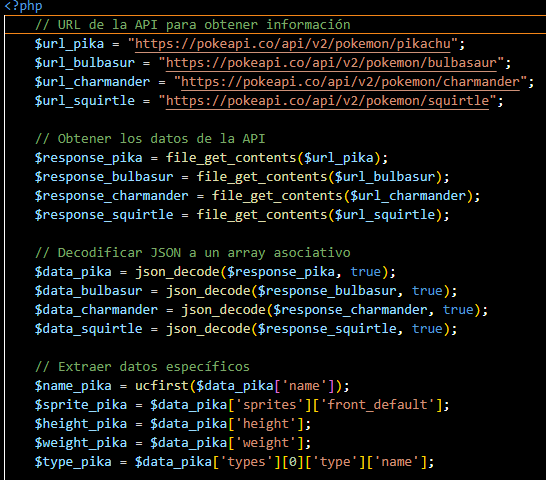 <?php
// URL de la API para obtener información
$url_pika = "https://pokeapi.co/api/v2/pokemon/pikachu";
$url_bulbasur = "https://pokeapi.co/api/v2/pokemon/bulbasaur";
$url_charmander = "https://pokeapi.co/api/v2/pokemon/charmander";
$url_squirtle = "https://pokeapi.co/api/v2/pokemon/squirtle";
// Obtener los datos de la API
$response_pika = file_get_contents($url_pika);
$response_bulbasur = file_get_contents($url_bulbasur);
$response_charmander = file_get_contents($url_charmander);
$response_squirtle = file_get_contents($url_squirtle);
// Decodificar JSON a un array asociativo
$data_pika = json_decode($response_pika, true);
$data_bulbasur = json_decode($response_bulbasur, true);
$data_charmander = json_decode($response_charmander, true);
$data_squirtle = json_decode($response_squirtle, true);
// Extraer datos específicos
$name_pika = ucfirst($data_pika['name']);
$sprite_pika = $data_pika['sprites']['front_default'];
$height_pika = $data_pika['height'];
$weight_pika = $data_pika['weight'];
$type_pika = $data_pika['types'][0]['type']['name'];